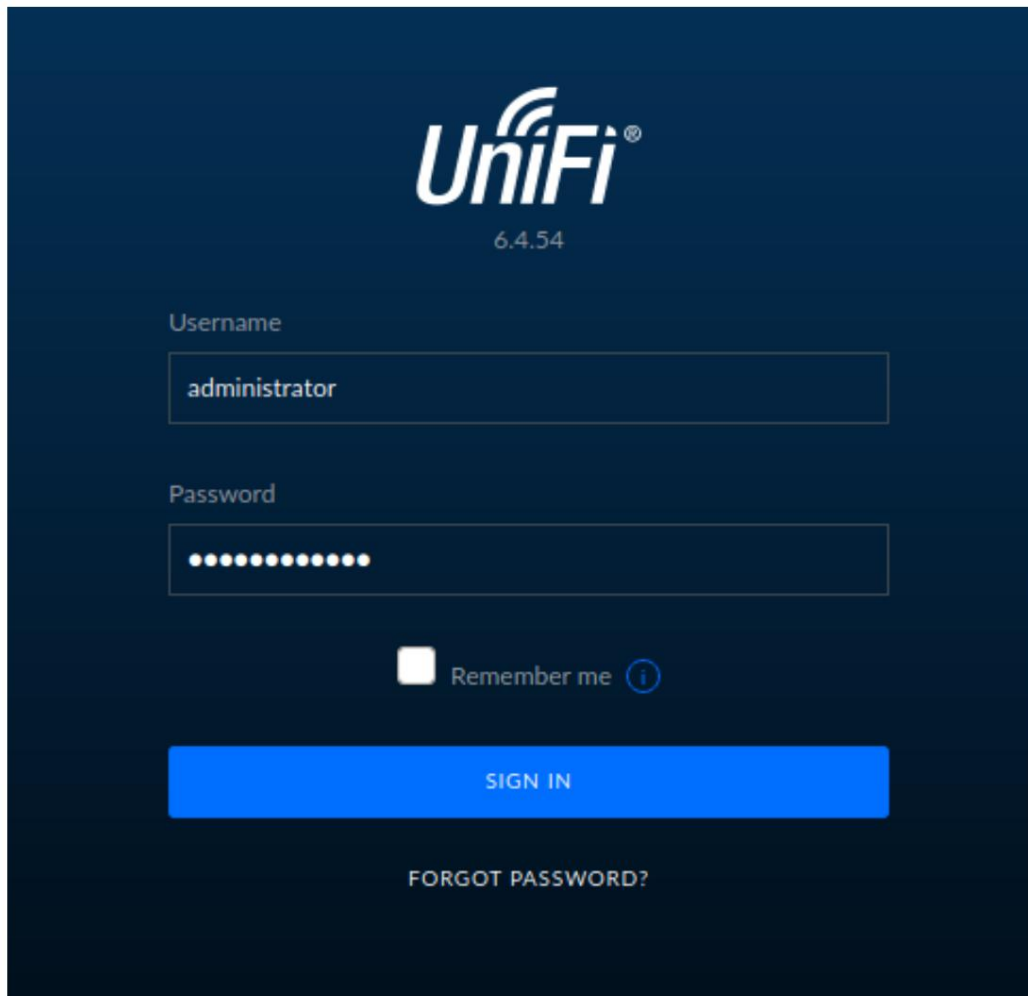 UniFi®
6.4.54
Username
administrator
Password
●●●●●●●●●●●●
Remember me
SIGN IN
FORGOT PASSWORD?